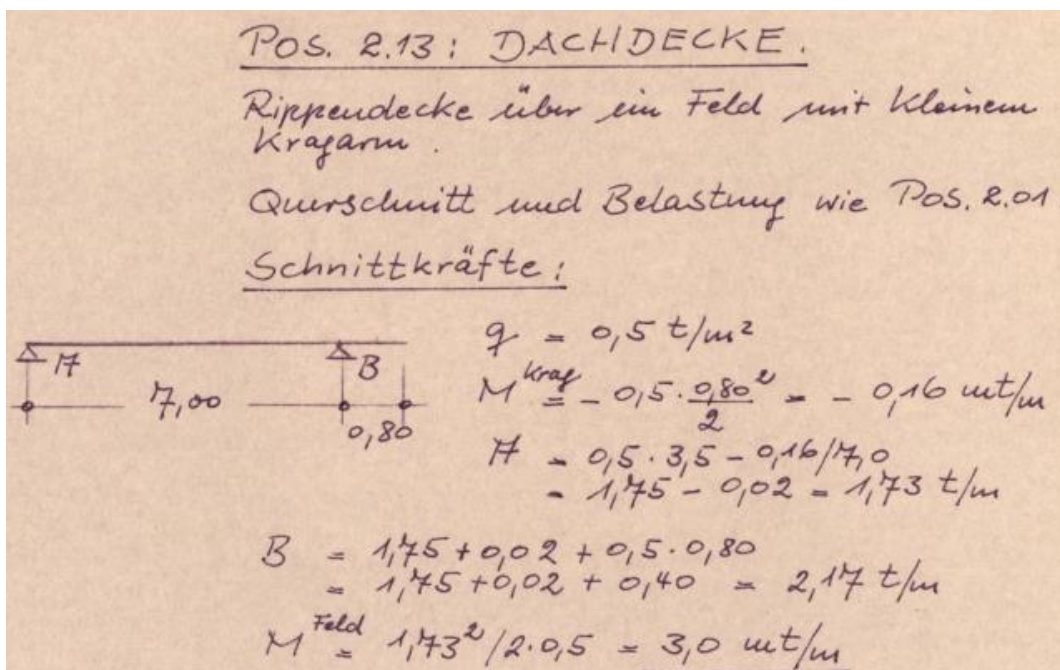 POS. 2.13: DACHDECKE.
Rippendecke über ein Feld mit kleinem
Kragarm.
Querschnitt und Belastung wie Pos. 2.01
Schnittkräfte:
A B
7,00 0,80
q = 0,5 t/m²
M^Krag = - 0,5 · 0,80²/2 = - 0,16 mt/m
A = 0,5 · 3,5 - 0,16/7,0
= 1,75 - 0,02 = 1,73 t/m
B = 1,75 + 0,02 + 0,5 · 0,80
= 1,75 + 0,02 + 0,40 = 2,17 t/m
M^Feld = 1,73²/2·0,5 = 3,0 mt/m